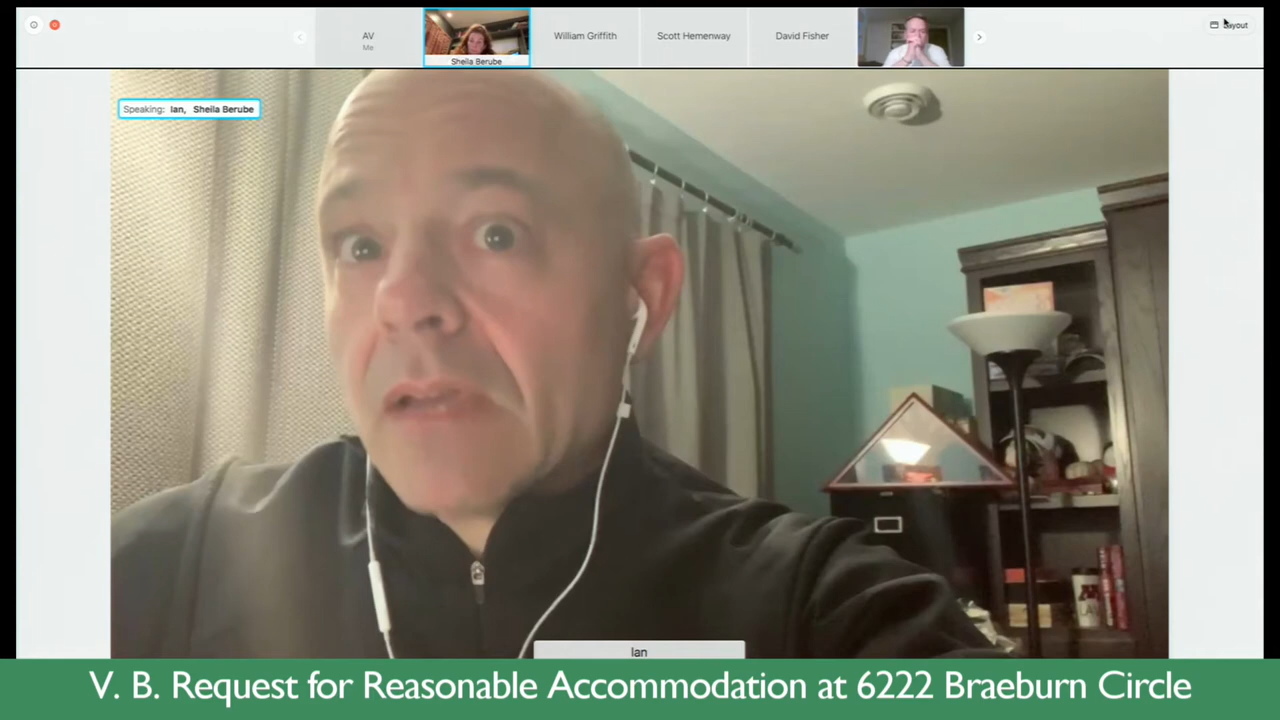 AV
Me
Sheila Berube
William Griffith
Scott Hemenway
David Fisher
Layout
Speaking: Ian, Sheila Berube
Ian
V. B. Request for Reasonable Accommodation at 6222 Braeburn Circle